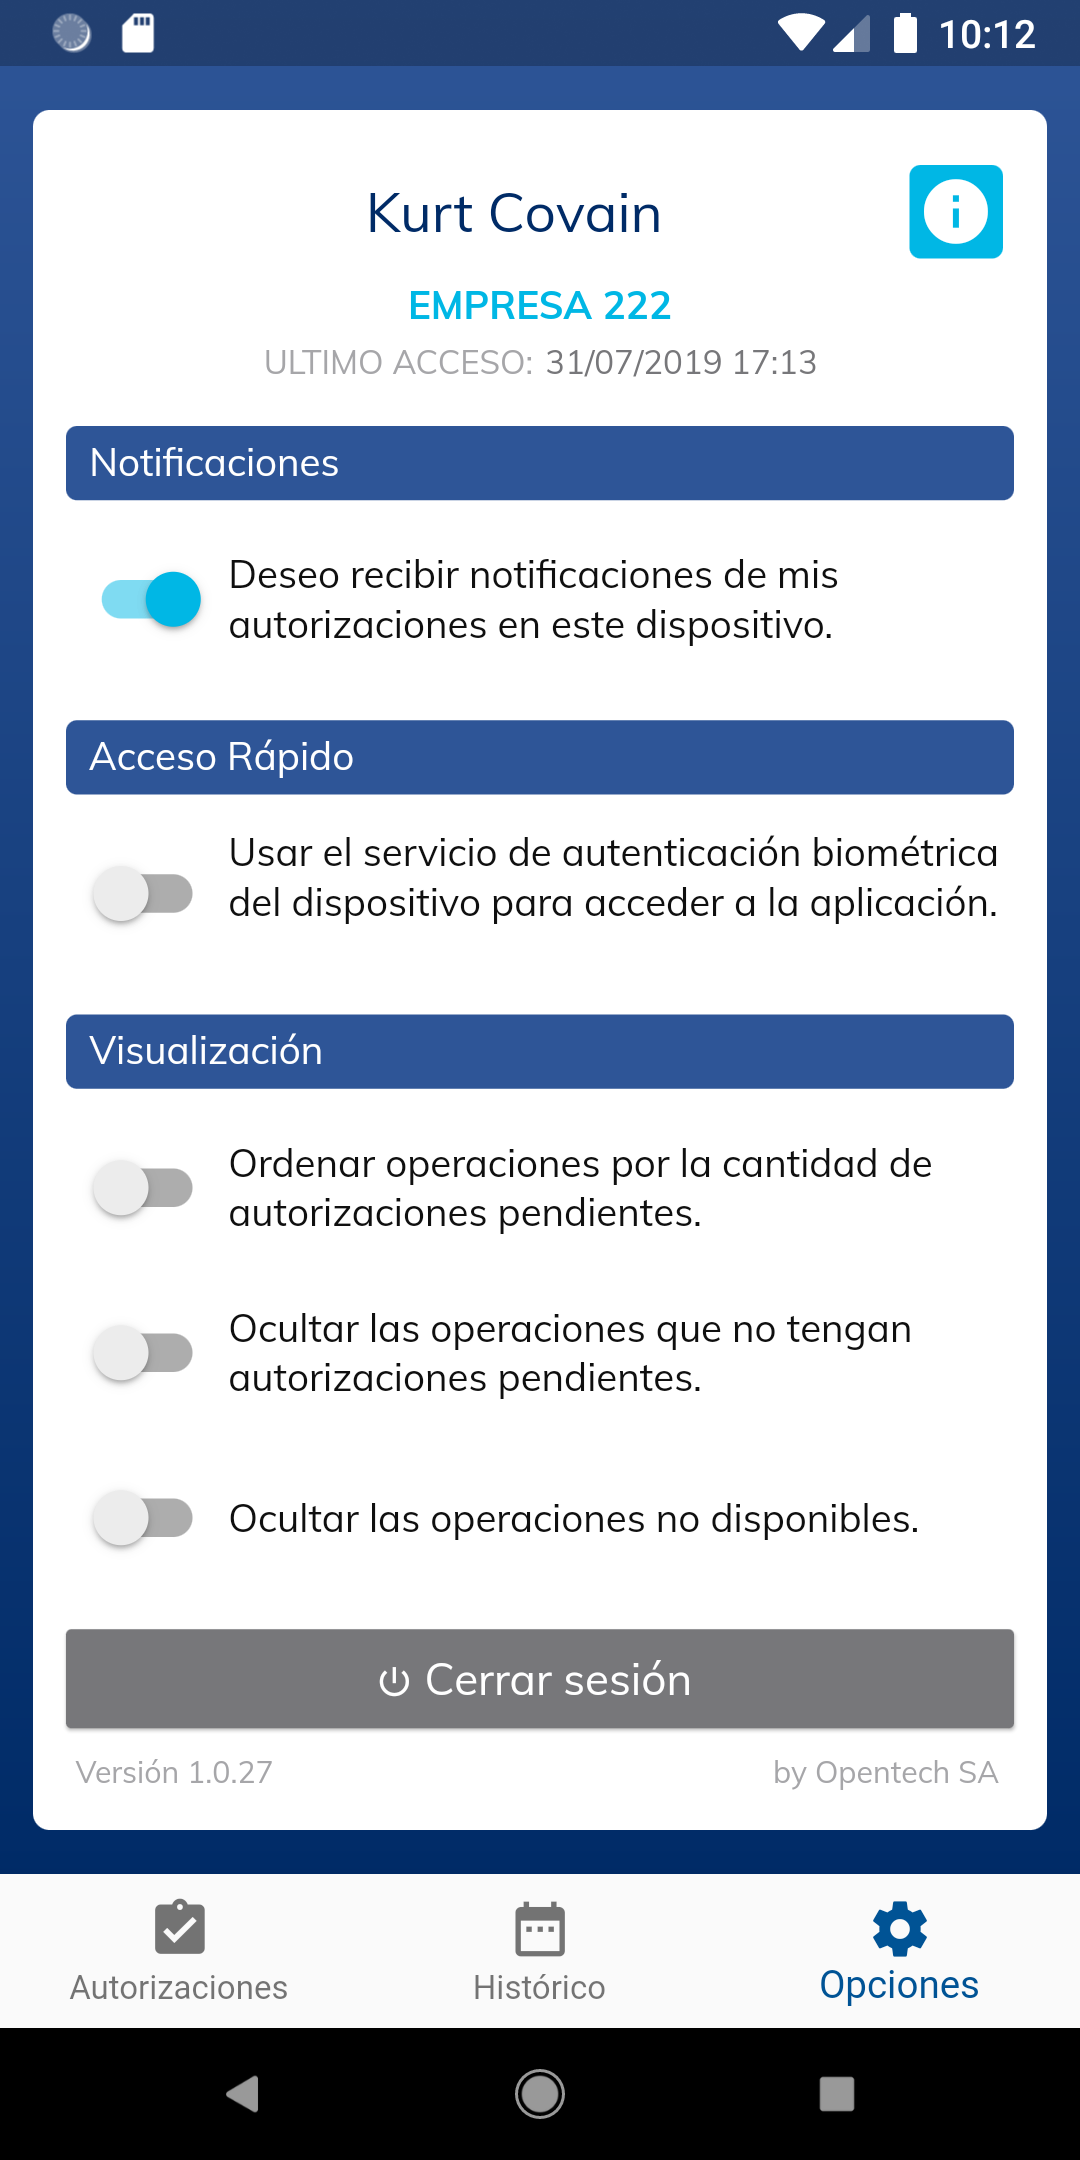 10:12
Kurt Covain
EMPRESA 222
ULTIMO ACCESO: 31/07/2019 17:13
Notificaciones
Deseo recibir notificaciones de mis
autorizaciones en este dispositivo.
Acceso Rápido
Usar el servicio de autenticación biométrica
del dispositivo para acceder a la aplicación.
Visualización
Ordenar operaciones por la cantidad de
autorizaciones pendientes.
Ocultar las operaciones que no tengan
autorizaciones pendientes.
Ocultar las operaciones no disponibles.
Cerrar sesión
Versión 1.0.27 by Opentech SA
Autorizaciones Histórico Opciones